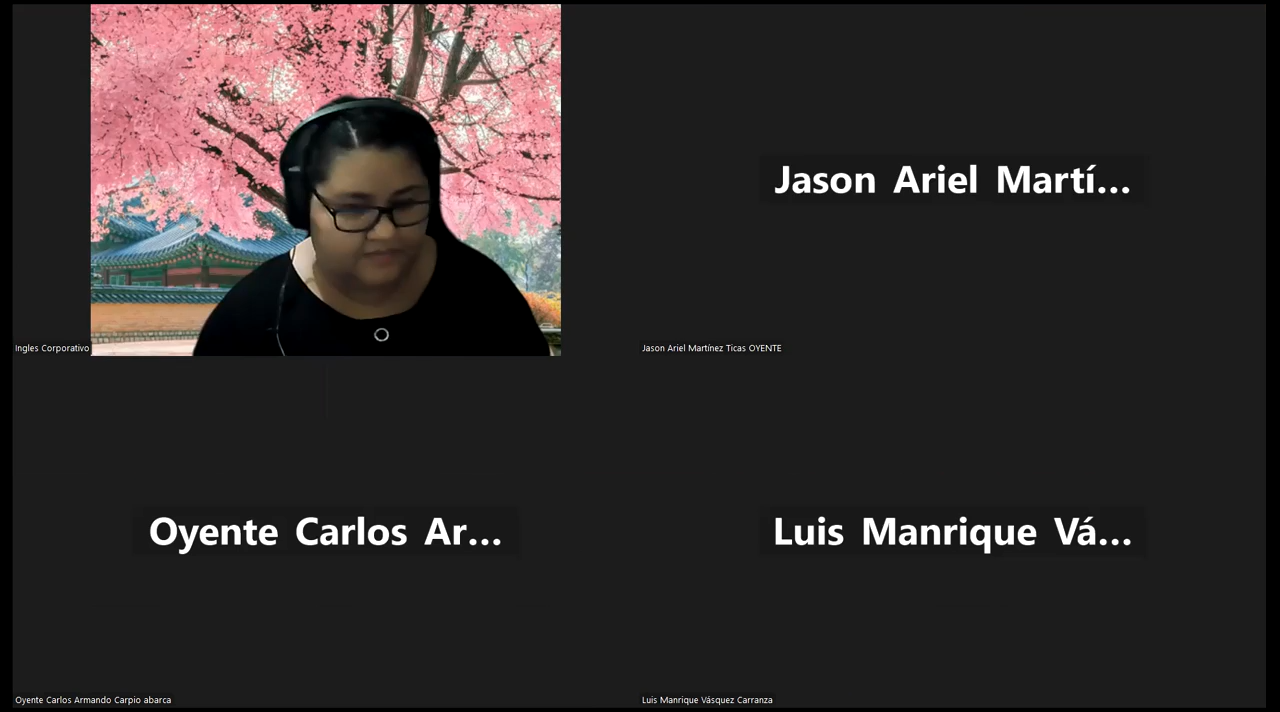 Ingles Corporativo
Jason Ariel Martí...
Jason Ariel Martínez Ticas OYENTE
Oyente Carlos Ar...
Oyente Carlos Armando Carpio abarca
Luis Manrique Vá...
Luis Manrique Vásquez Carranza